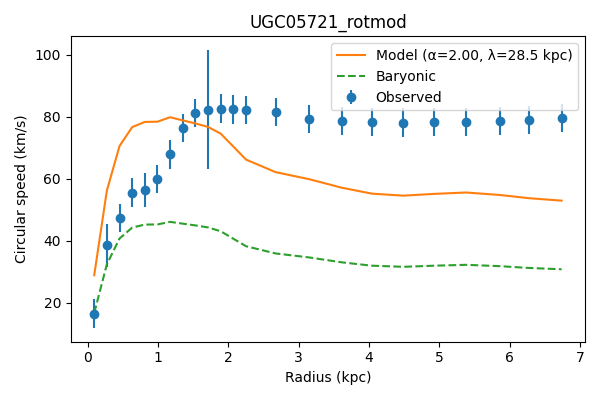 UGC05721_rotmod
Model (α=2.00, λ=28.5 kpc)
Baryonic
Observed
Circular speed (km/s)
100
80
60
40
20
0
1
2
3
4
5
6
7
Radius (kpc)